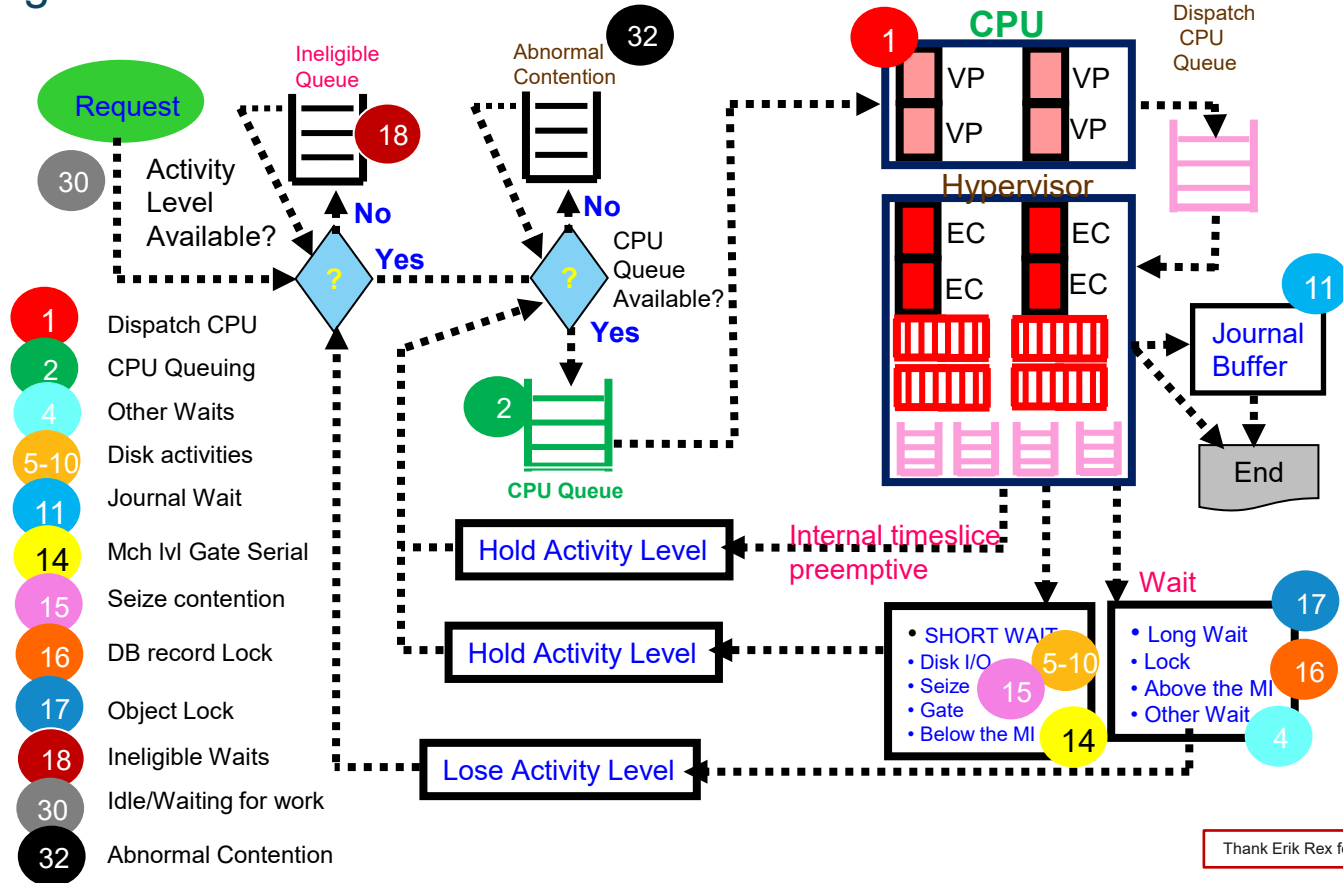 Request
30
Activity
Level
Available?
Ineligible
Queue
18
No
?
Yes
Abnormal
Contention
32
No
?
CPU
Queue
Available?
Yes
2
CPU Queue
1
CPU
VP
VP
VP
VP
Dispatch
CPU
Queue
Hypervisor
EC
EC
EC
EC
11
Journal
Buffer
End
1
Dispatch CPU
2
CPU Queuing
4
Other Waits
5-10
Disk activities
11
Journal Wait
14
Mch lvl Gate Serial
15
Seize contention
16
DB record Lock
17
Object Lock
18
Ineligible Waits
30
Idle/Waiting for work
32
Abnormal Contention
Hold Activity Level
Internal timeslice
preemptive
Hold Activity Level
Lose Activity Level
• SHORT WAIT
• Disk I/O
• Seize
• Gate
• Below the MI
5-10
15
14
Wait
• Long Wait
• Lock
• Above the MI
• Other Wait
17
16
4
Thank Erik Rex